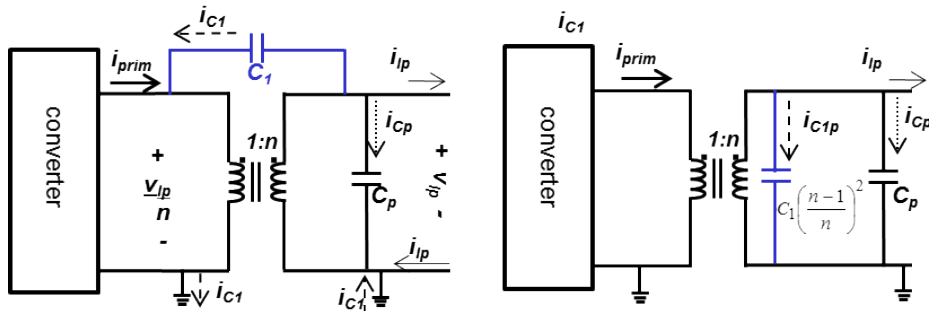 i_C1
C_1
i_prim
i_lp
converter
+
v_lp
n
-
1:n
i_Cp
C_p
+
v_lp
-
i_lp
i_C1
i_C1
i_C1
converter
i_prim
1:n
i_lp
i_C1p
i_Cp
C_1((n-1)/n)^2
C_p